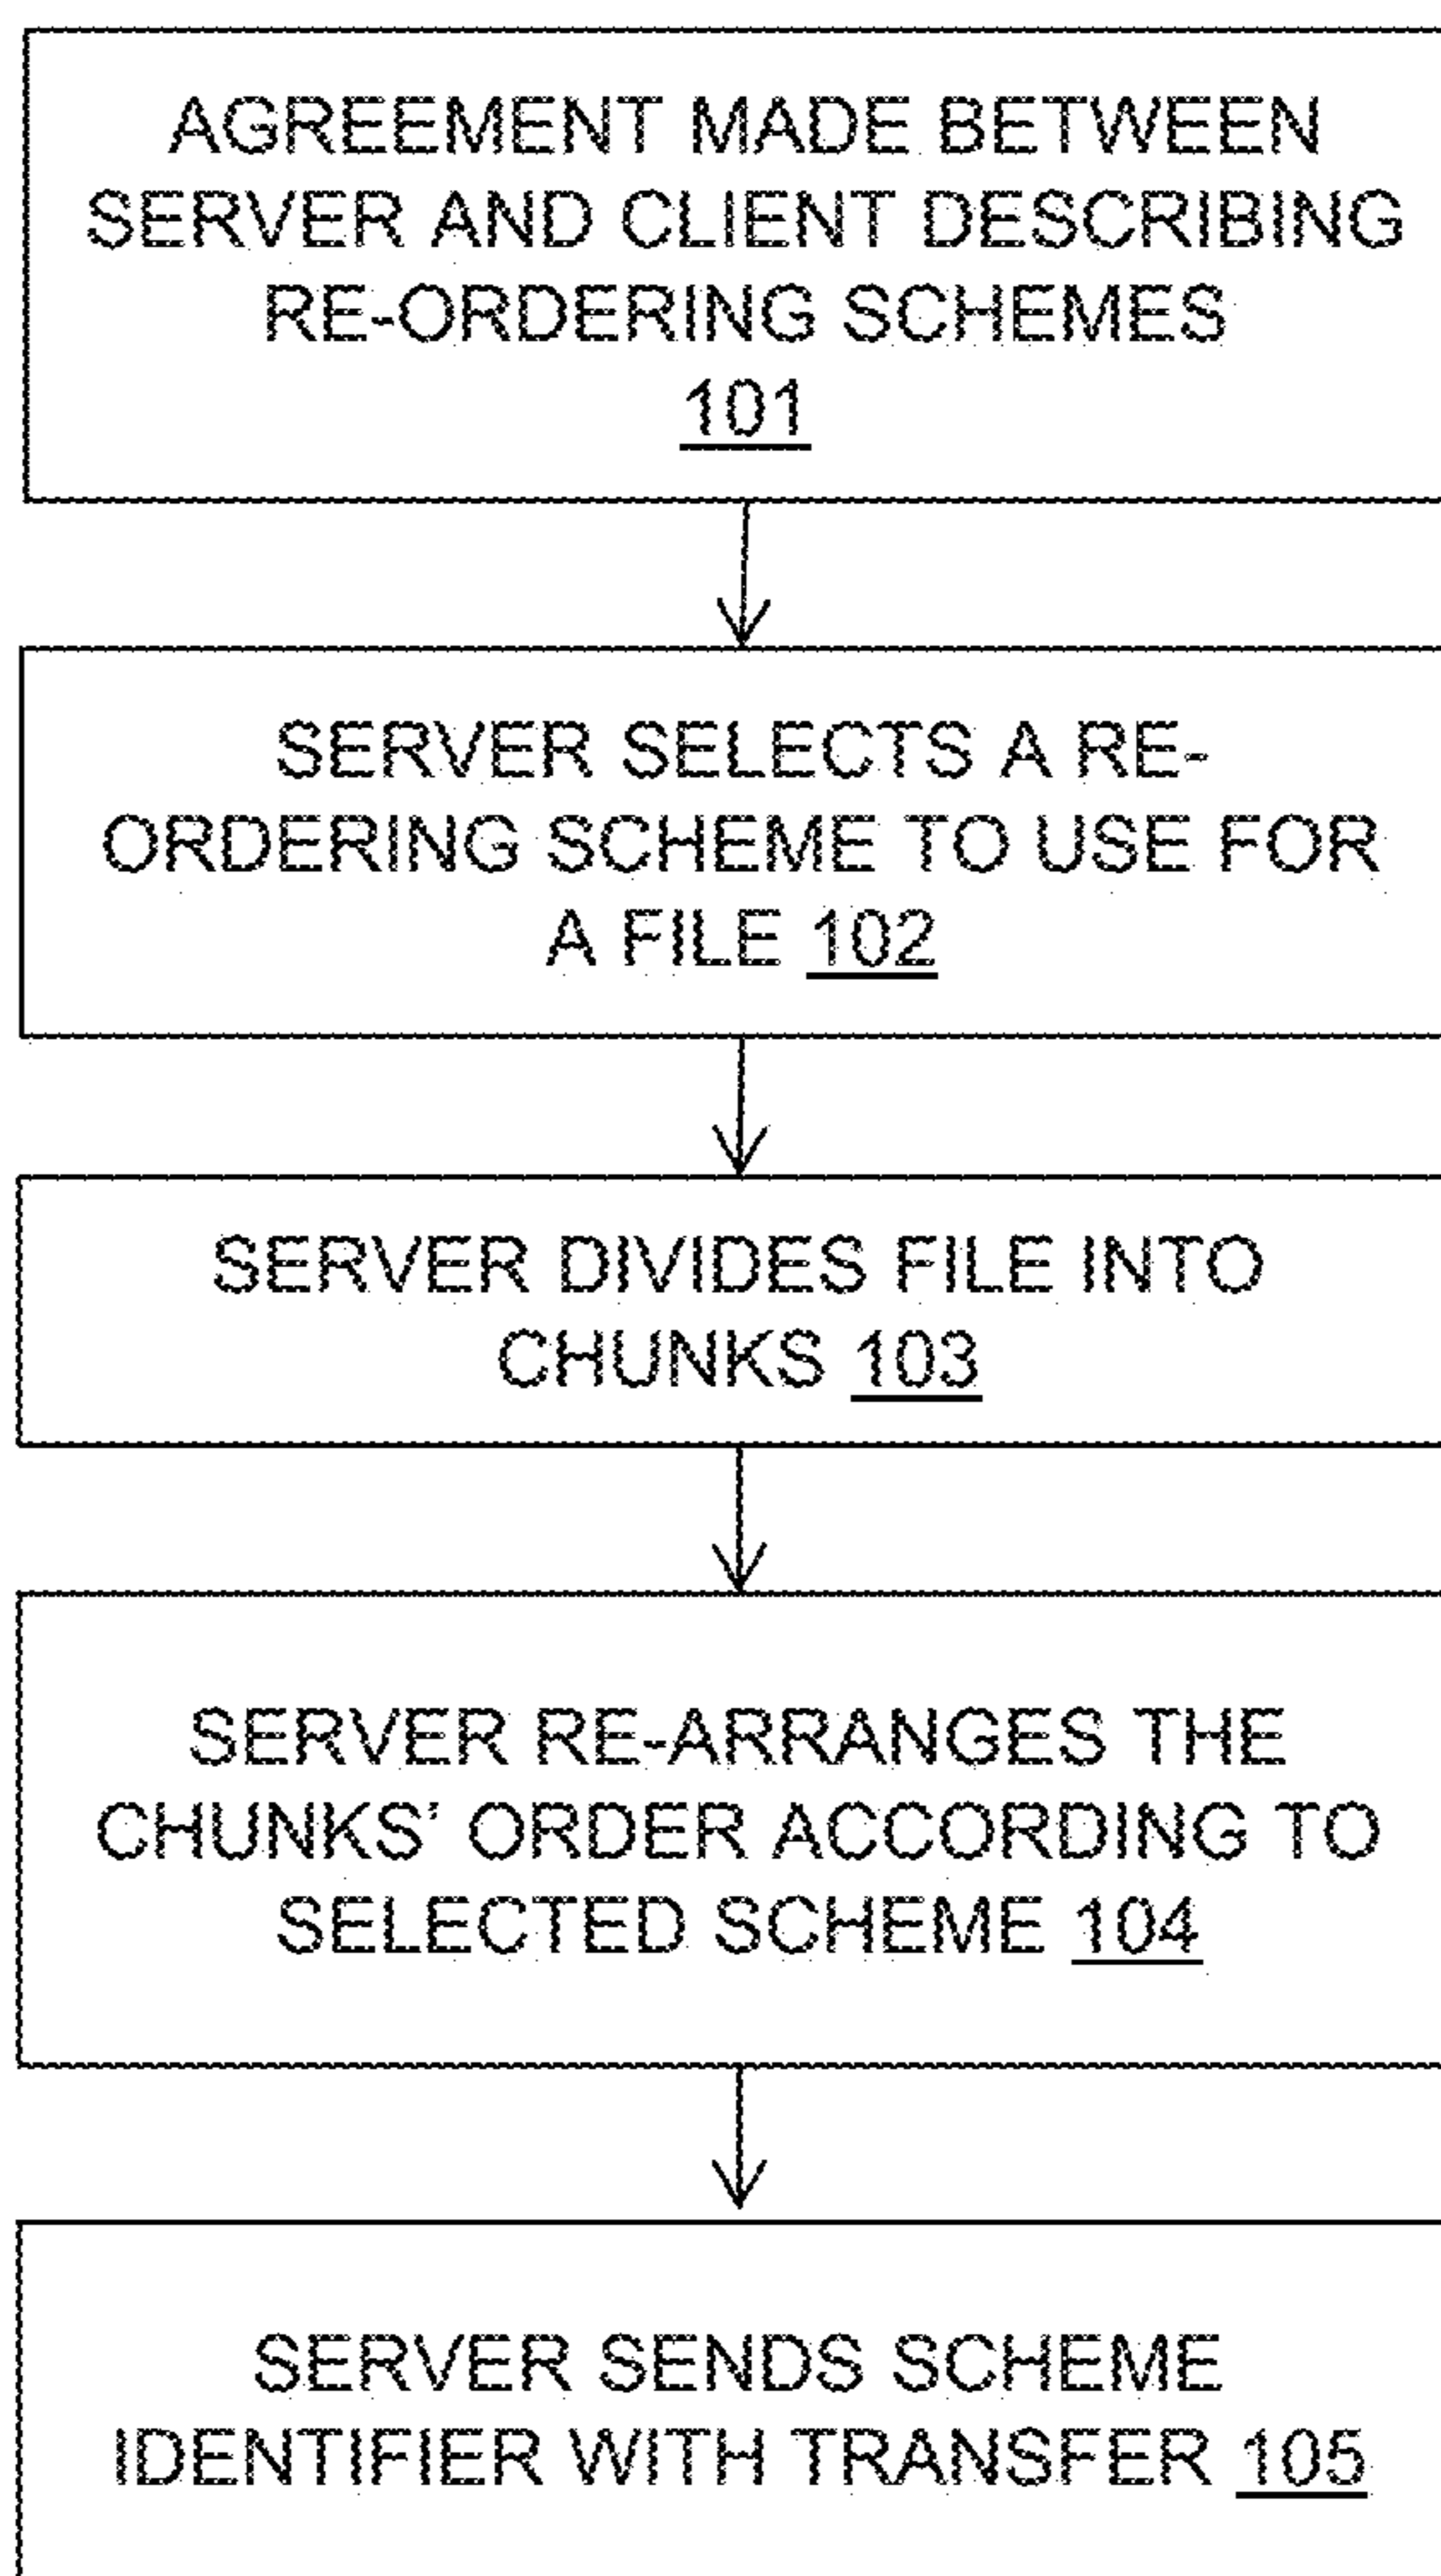 AGREEMENT MADE BETWEEN
SERVER AND CLIENT DESCRIBING
RE-ORDERING SCHEMES
101
SERVER SELECTS A RE-
ORDERING SCHEME TO USE FOR
A FILE 102
SERVER DIVIDES FILE INTO
CHUNKS 103
SERVER RE-ARRANGES THE
CHUNKS' ORDER ACCORDING TO
SELECTED SCHEME 104
SERVER SENDS SCHEME
IDENTIFIER WITH TRANSFER 105